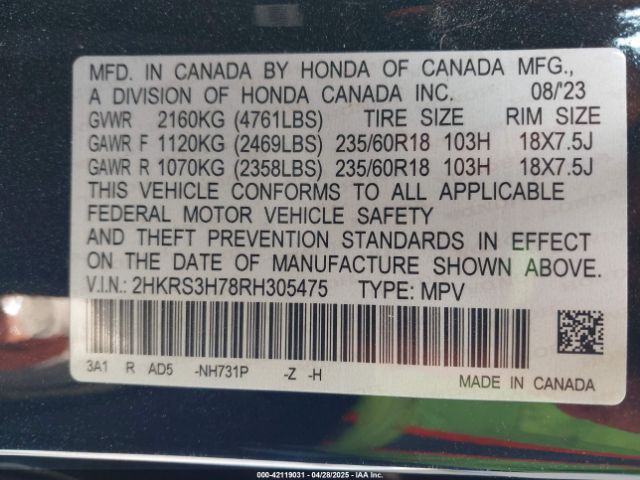 MFD. IN CANADA BY HONDA OF CANADA MFG.,
A DIVISION OF HONDA CANADA INC. 08/'23
GVWR 2160KG (4761LBS) TIRE SIZE RIM SIZE
GAWR F 1120KG (2469LBS) 235/60R18 103H 18X7.5J
GAWR R 1070KG (2358LBS) 235/60R18 103H 18X7.5J
THIS VEHICLE CONFORMS TO ALL APPLICABLE
FEDERAL MOTOR VEHICLE SAFETY
AND THEFT PREVENTION STANDARDS IN EFFECT
ON THE DATE OF MANUFACTURE SHOWN ABOVE.
V.I.N.: 2HKRS3H78RH305475 TYPE: MPV
3A1 R AD5 -NH731P -Z -H
MADE IN CANADA
000-42119031 - 04/28/2025 - IAAI, Inc.